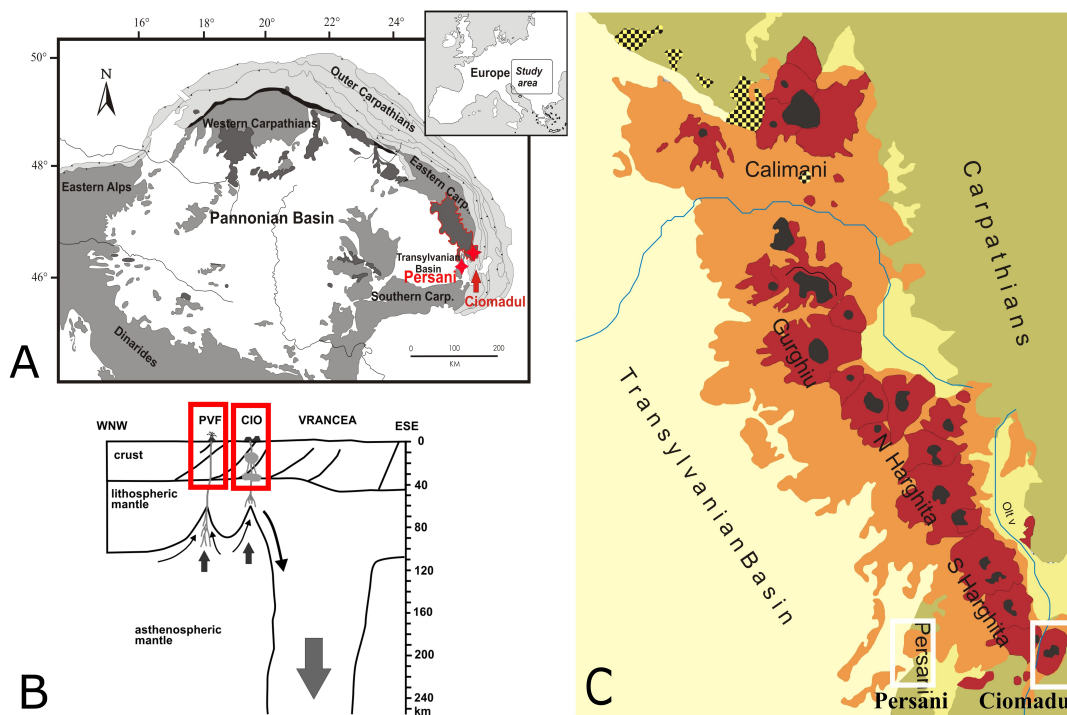 16°
18°
20°
22°
24°
50°
48°
46°
N
Europe
Study
area
Outer Carpathians
Western Carpathians
Eastern Carp.
Eastern Alps
Pannonian Basin
Transylvanian
Basin
Persani
Ciomadul
Southern Carp.
Dinarides
0 100 200
KM
A
WNW
PVF
CIO
VRANCEA
ESE
crust
lithospheric
mantle
asthenospheric
mantle
0
40
80
120
160
200
240
km
B
Calimani
Carpathians
Gurghiu
Transylvanian Basin
N Harghita
Olt v
S Harghita
Persani
Persani
Ciomadu
C